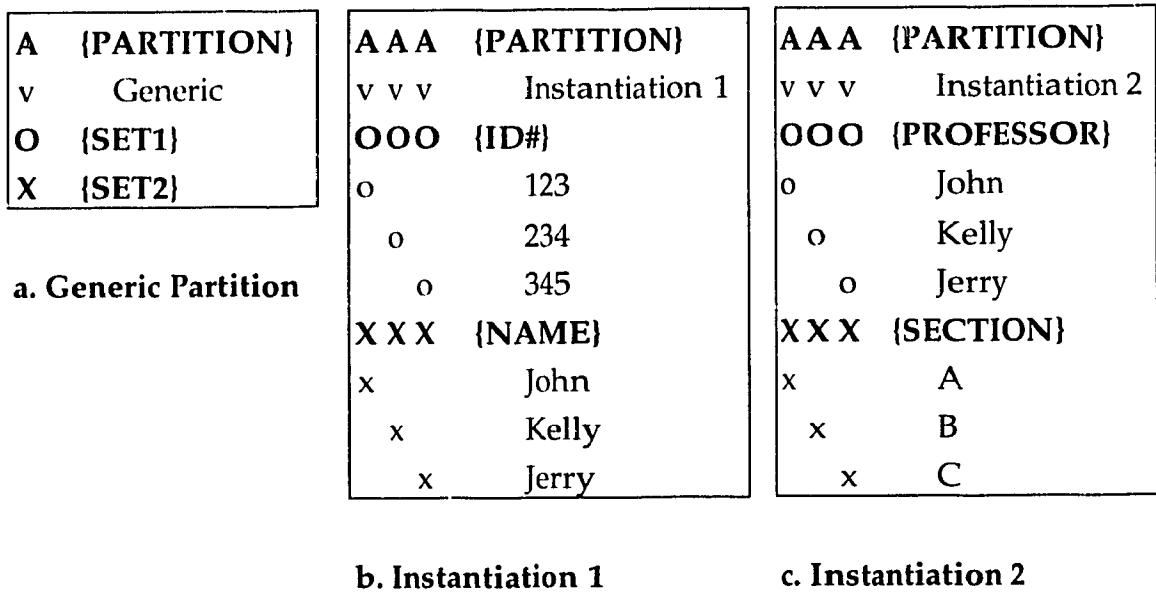 A {PARTITION}
v Generic
O {SET1}
X {SET2}
a. Generic Partition
A A A {PARTITION}
v v v Instantiation 1
O O O {ID#}
o 123
o 234
o 345
X X X {NAME}
x John
x Kelly
x Jerry
b. Instantiation 1
A A A {PARTITION}
v v v Instantiation 2
O O O {PROFESSOR}
o John
o Kelly
o Jerry
X X X {SECTION}
x A
x B
x C
c. Instantiation 2